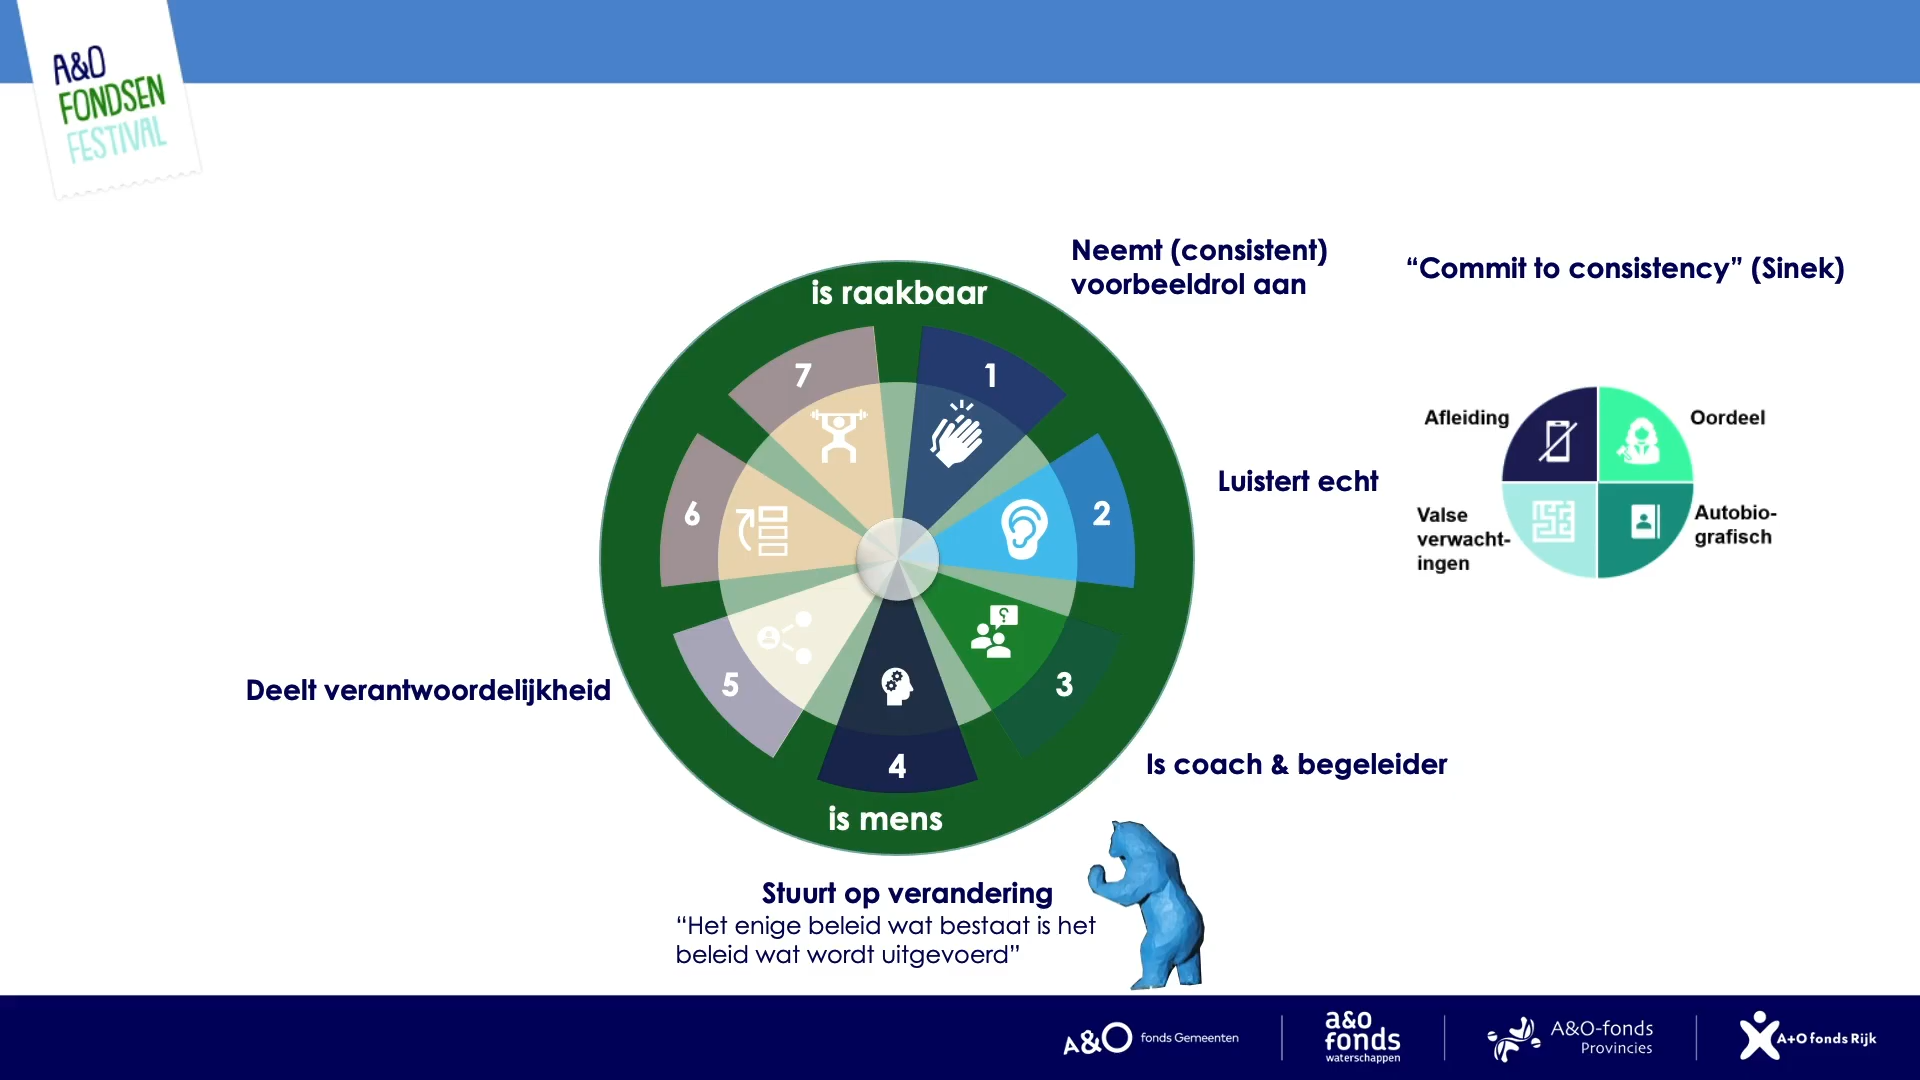 A&O
FONDSEN
FESTIVAL
Neemt (consistent)
voorbeeldrol aan
“Commit to consistency” (Sinek)
is raakbaar
7
1
6
2
5
3
4
is mens
Afleiding
Oordeel
Valse
verwacht-
ingen
Autobio-
grafisch
Luistert echt
Deelt verantwoordelijkheid
Is coach & begeleider
Stuurt op verandering
“Het enige beleid wat bestaat is het
beleid wat wordt uitgevoerd”
A&O fonds Gemeenten
a&o
fonds
waterschappen
A&O-fonds
Provincies
A+O fonds Rijk